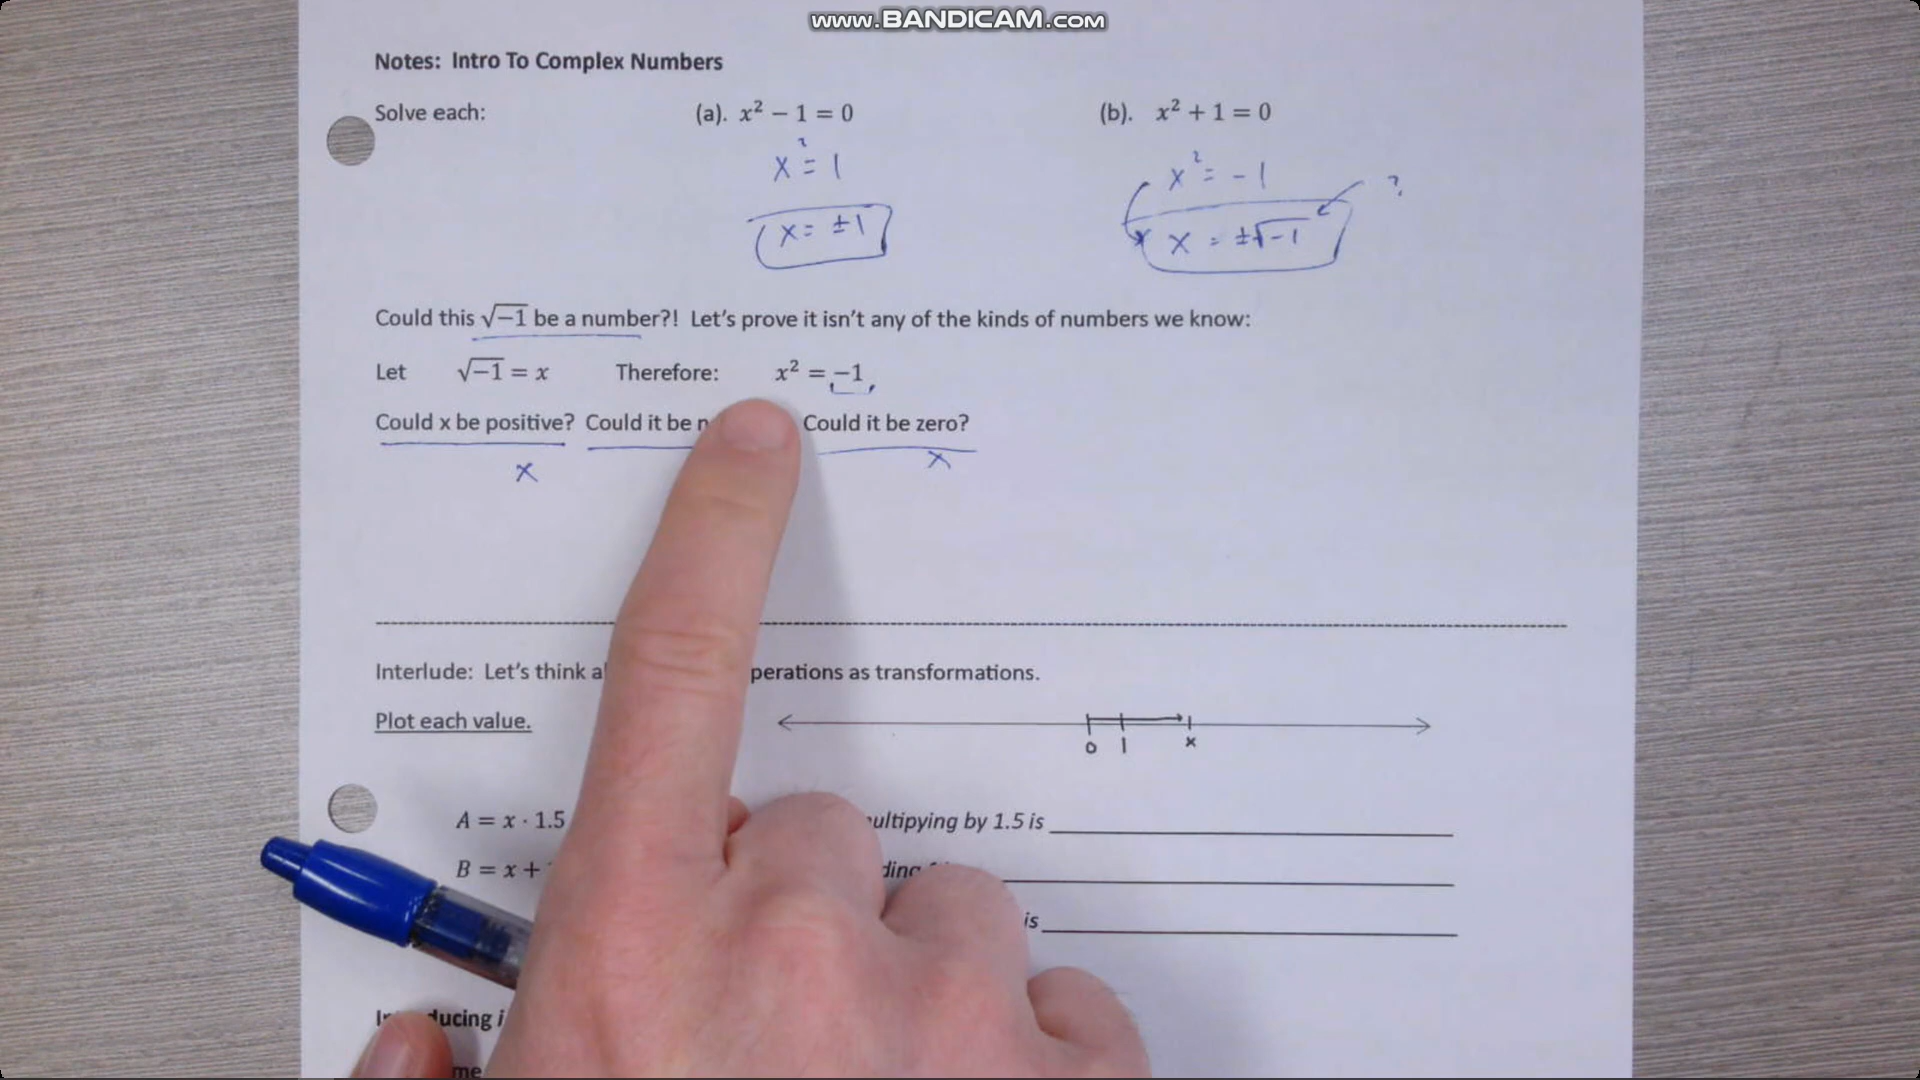 www.BANDICAM.com
Notes: Intro To Complex Numbers
Solve each: (a). x² − 1 = 0 (b). x² + 1 = 0
x² = 1 x² = -1 ?
x = ±1 x = ±√-1
Could this √−1 be a number?! Let's prove it isn't any of the kinds of numbers we know:
Let √−1 = x Therefore: x² = −1
Could x be positive? Could it be Could it be zero?
x x
Interlude: Let's think as transformations.
Plot each value.
0 1 x
A = x · 1.5 by 1.5 is
B = x +
is
i